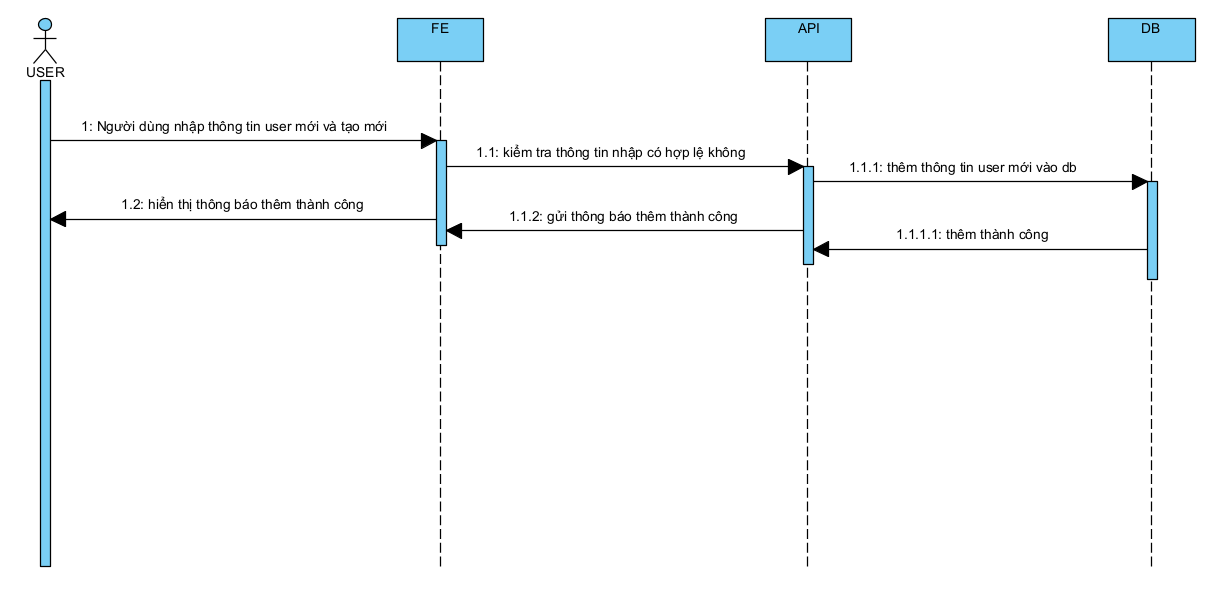 FE
API
DB
USER
1: Người dùng nhập thông tin user mới và tạo mới
1.1: kiểm tra thông tin nhập có hợp lệ không
1.1.1: thêm thông tin user mới vào db
1.2: hiển thị thông báo thêm thành công
1.1.2: gửi thông báo thêm thành công
1.1.1.1: thêm thành công